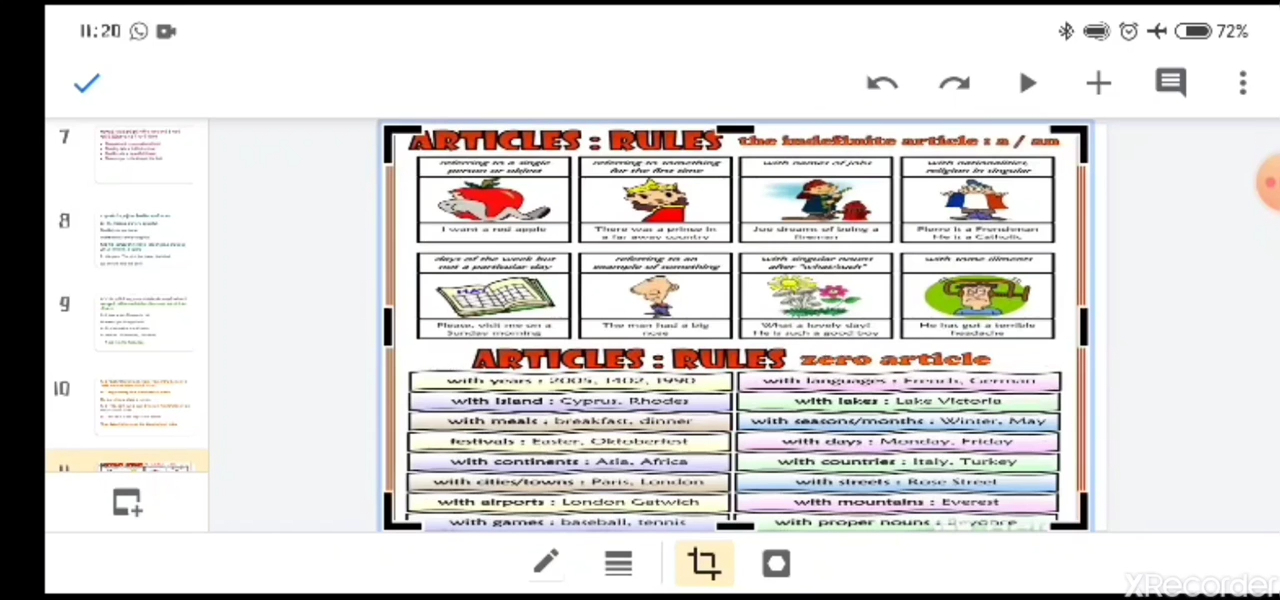 11:20
72%
7
8
9
10
11
ARTICLES : RULES the indefinite article : a / an
referring to a single
person or object
I want a red apple
referring to something
for the first time
There was a prince in
a far away country
with names of jobs
Joe dreams of being a
fireman
with nationalities,
religion in singular
Pierre is a Frenchman
He is a Catholic
days of the week but
not a particular day
Please, visit me on a
Sunday morning
referring to an
example of something
The man had a big
nose
with singular nouns
after "what/such"
What a lovely day!
He is such a good boy
with some illnesses
He has got a terrible
headache
ARTICLES : RULES zero article
with years : 2005, 1402, 1990
with languages : French, German
with island : Cyprus, Rhodes
with lakes : Lake Victoria
with meals : breakfast, dinner
with seasons/months : Winter, May
festivals : Easter, Oktoberfest
with days : Monday, Friday
with continents : Asia, Africa
with countries : Italy, Turkey
with cities/towns : Paris, London
with streets : Rose Street
with airports : London Gatwich
with mountains : Everest
with games : baseball, tennis
with proper nouns : Beyonce
XRecorder